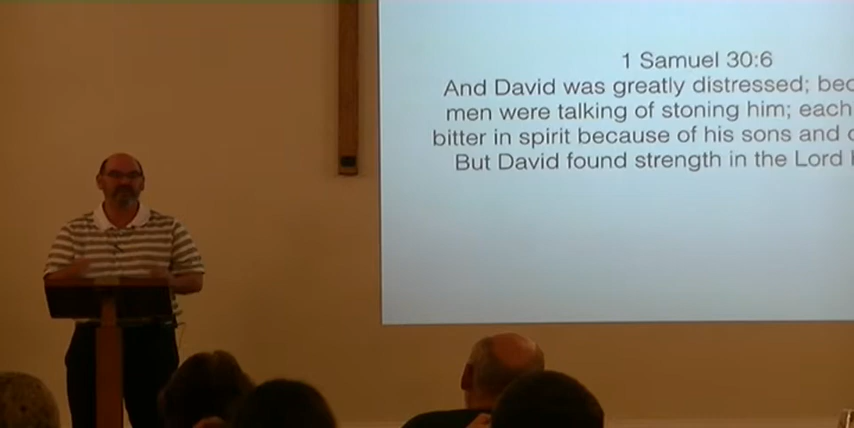 1 Samuel 30:6
And David was greatly distressed;
men were talking of stoning him; each
bitter in spirit because of his sons and
But David found strength in the Lord